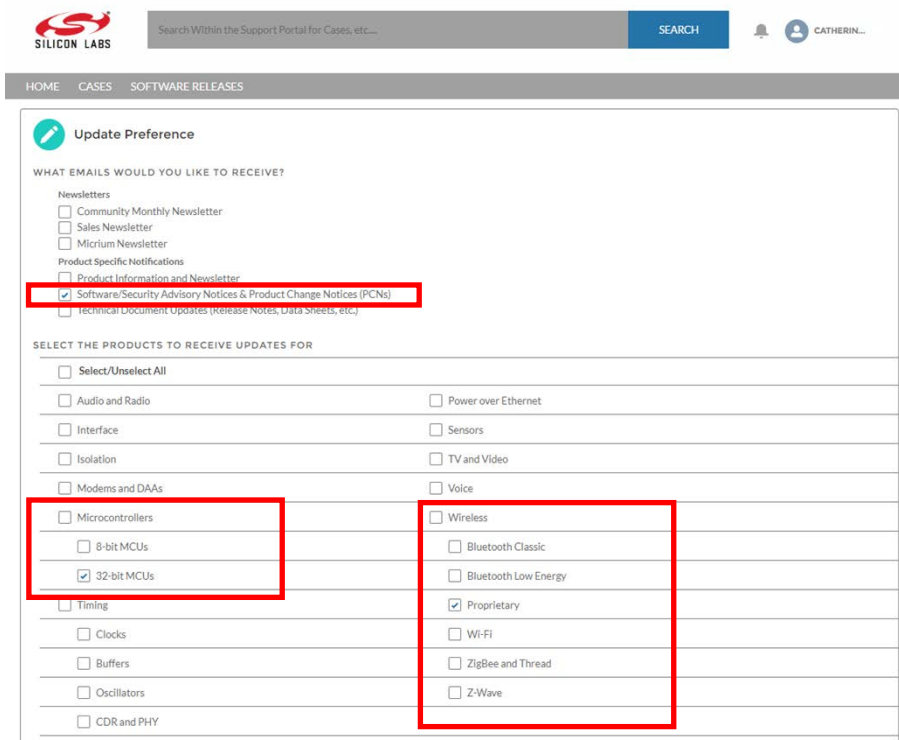 SILICON LABS
Search Within the Support Portal for Cases, etc....
SEARCH
CATHERIN...
HOME CASES SOFTWARE RELEASES
Update Preference
WHAT EMAILS WOULD YOU LIKE TO RECEIVE?
Newsletters
Community Monthly Newsletter
Sales Newsletter
Micrium Newsletter
Product Specific Notifications
Product Information and Newsletter
Software/Security Advisory Notices & Product Change Notices (PCNs)
Technical Document Updates (Release Notes, Data Sheets, etc.)
SELECT THE PRODUCTS TO RECEIVE UPDATES FOR
Select/Unselect All
Audio and Radio
Power over Ethernet
Interface
Sensors
Isolation
TV and Video
Modems and DAAs
Voice
Microcontrollers
Wireless
8-bit MCUs
Bluetooth Classic
32-bit MCUs
Bluetooth Low Energy
Timing
Proprietary
Clocks
Wi-Fi
Buffers
ZigBee and Thread
Oscillators
Z-Wave
CDR and PHY